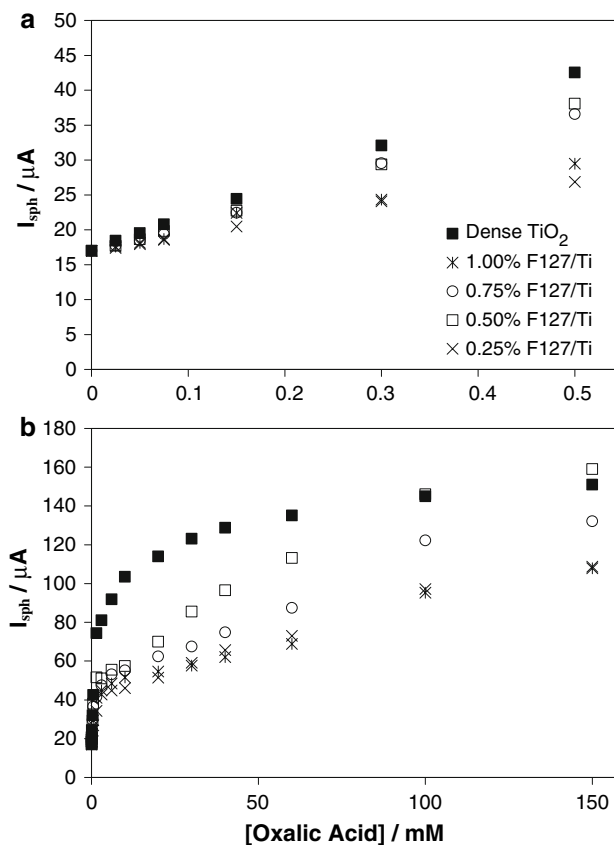 a
50
45
40
35
30
25
20
15
10
5
0
I_sph / μA
Dense TiO₂
1.00% F127/Ti
0.75% F127/Ti
0.50% F127/Ti
0.25% F127/Ti
0 0.1 0.2 0.3 0.4 0.5
b
180
160
140
120
100
80
60
40
20
0
I_sph / μA
0 50 100 150
[Oxalic Acid] / mM